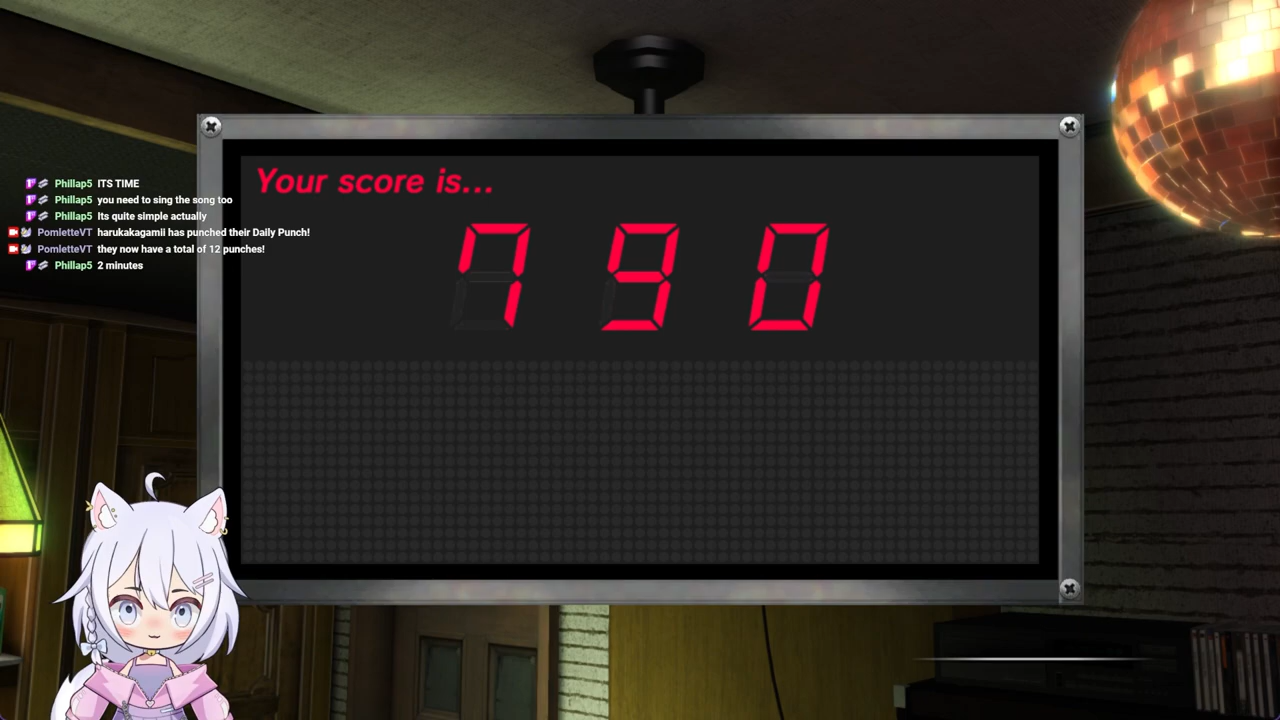 Your score is...
790
Phillap5 ITS TIME
Phillap5 you need to sing the song too
Phillap5 Its quite simple actually
PomletteVT harukakagamii has punched their Daily Punch!
PomletteVT they now have a total of 12 punches!
Phillap5 2 minutes